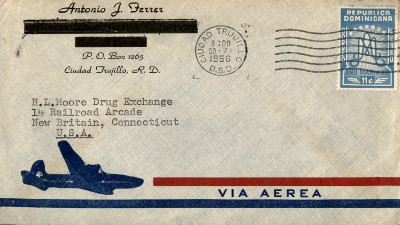 Antonio J. Ferrer
P. O. Box 1265
Ciudad Trujillo, R. D.
CIUDAD TRUJILLO
1956
D.S.D.
REPUBLICA
DOMINICANA
11¢
H.L.Moore Drug Exchange
14 Railroad Arcade
New Britain, Connecticut
U.S.A.
VIA AEREA